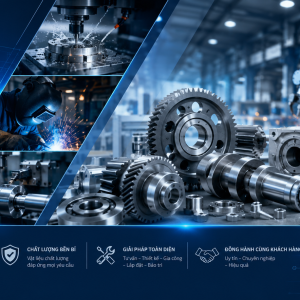 CHẤT LƯỢNG BỀN BỈ
Vật liệu chất lượng
đáp ứng mọi yêu cầu
GIẢI PHÁP TOÀN DIỆN
Tư vấn – Thiết kế – Gia công
– Lắp đặt – Bảo trì
ĐỒNG HÀNH CÙNG KHÁCH HÀNG
Uy tín – Chuyên nghiệp
– Hiệu quả